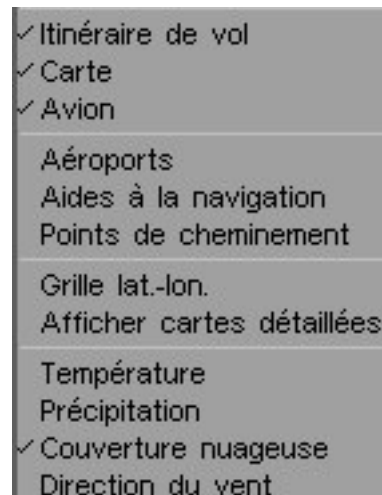 Itinéraire de vol
Carte
Avion
Aéroports
Aides à la navigation
Points de cheminement
Grille lat.-lon.
Afficher cartes détaillées
Température
Précipitation
Couverture nuageuse
Direction du vent